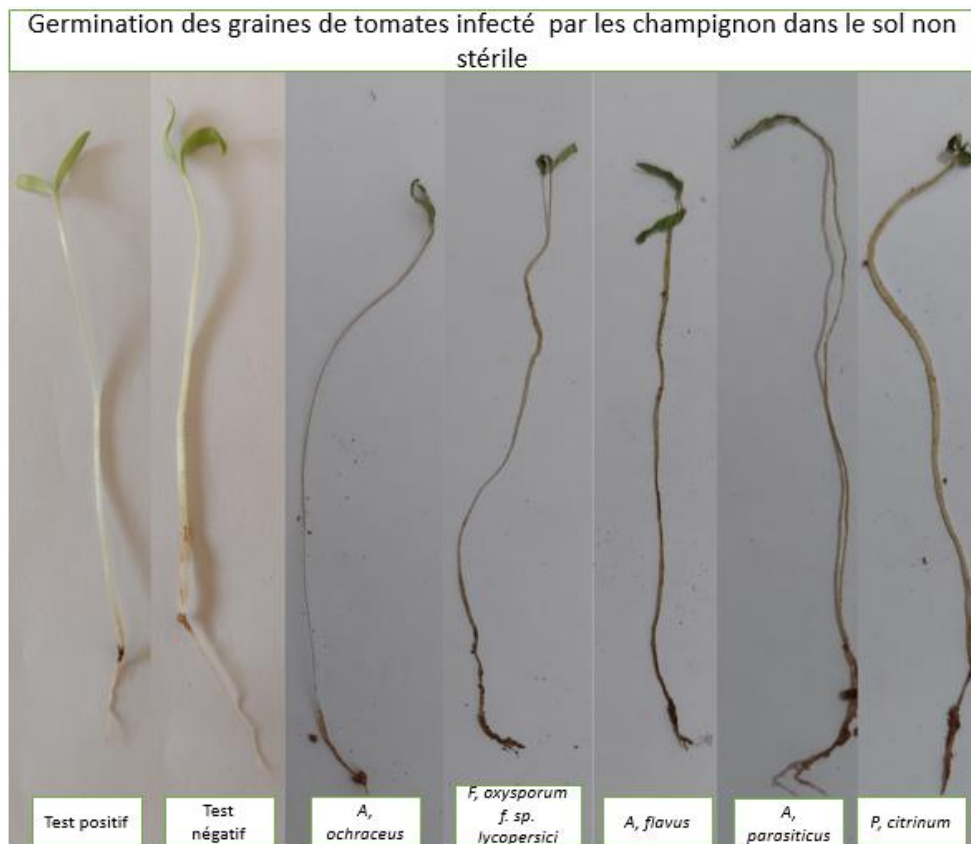 Germination des graines de tomates infecté par les champignon dans le sol non
stérile
Test positif
Test
négatif
A,
ochraceus
F, oxysporum
f. sp.
lycopersici
A, flavus
A,
parasiticus
P, citrinum